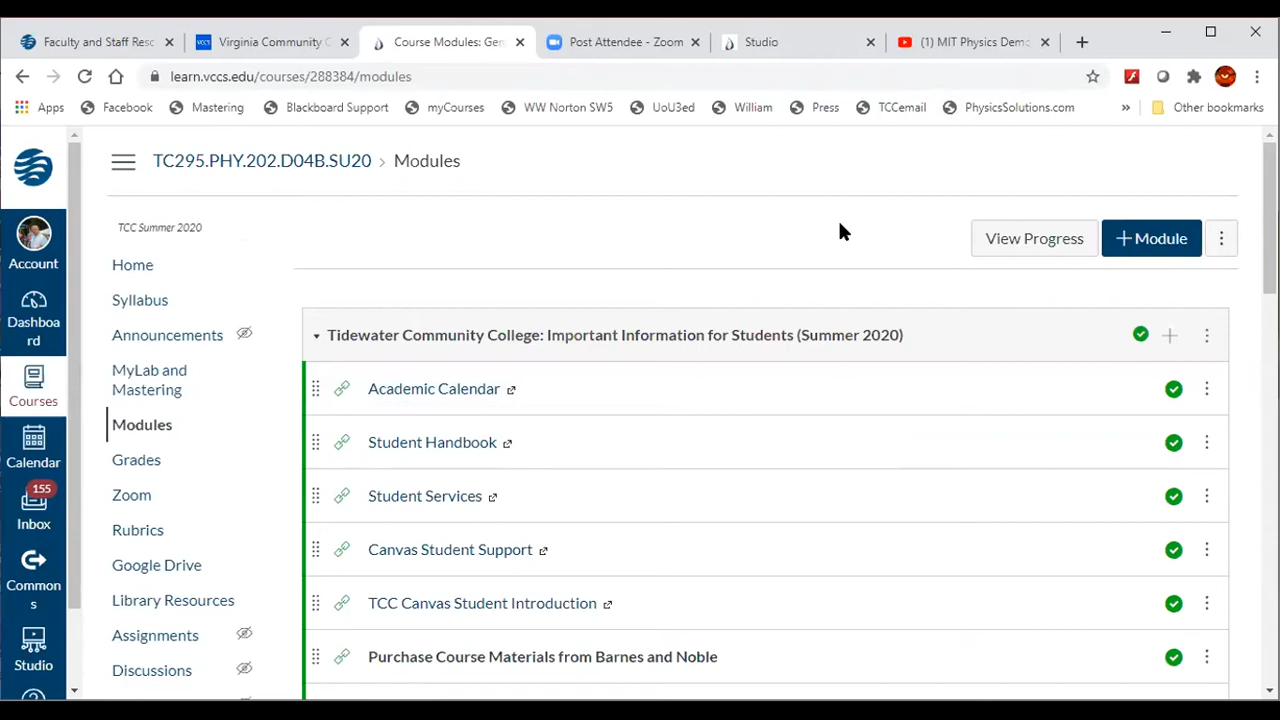 Faculty and Staff Reso
Virginia Community C
Course Modules: Gen
Post Attendee - Zoom
Studio
(1) MIT Physics Demo
learn.vccs.edu/courses/288384/modules
Apps
Facebook
Mastering
Blackboard Support
myCourses
WW Norton SW5
UoU3ed
William
Press
TCCemail
PhysicsSolutions.com
»
Other bookmarks
TC295.PHY.202.D04B.SU20 > Modules
TCC Summer 2020
View Progress
+ Module
Account
Dashboa
rd
Courses
Calendar
155
Inbox
Common
s
Studio
Home
Syllabus
Announcements
MyLab and
Mastering
Modules
Grades
Zoom
Rubrics
Google Drive
Library Resources
Assignments
Discussions
Tidewater Community College: Important Information for Students (Summer 2020)
Academic Calendar
Student Handbook
Student Services
Canvas Student Support
TCC Canvas Student Introduction
Purchase Course Materials from Barnes and Noble